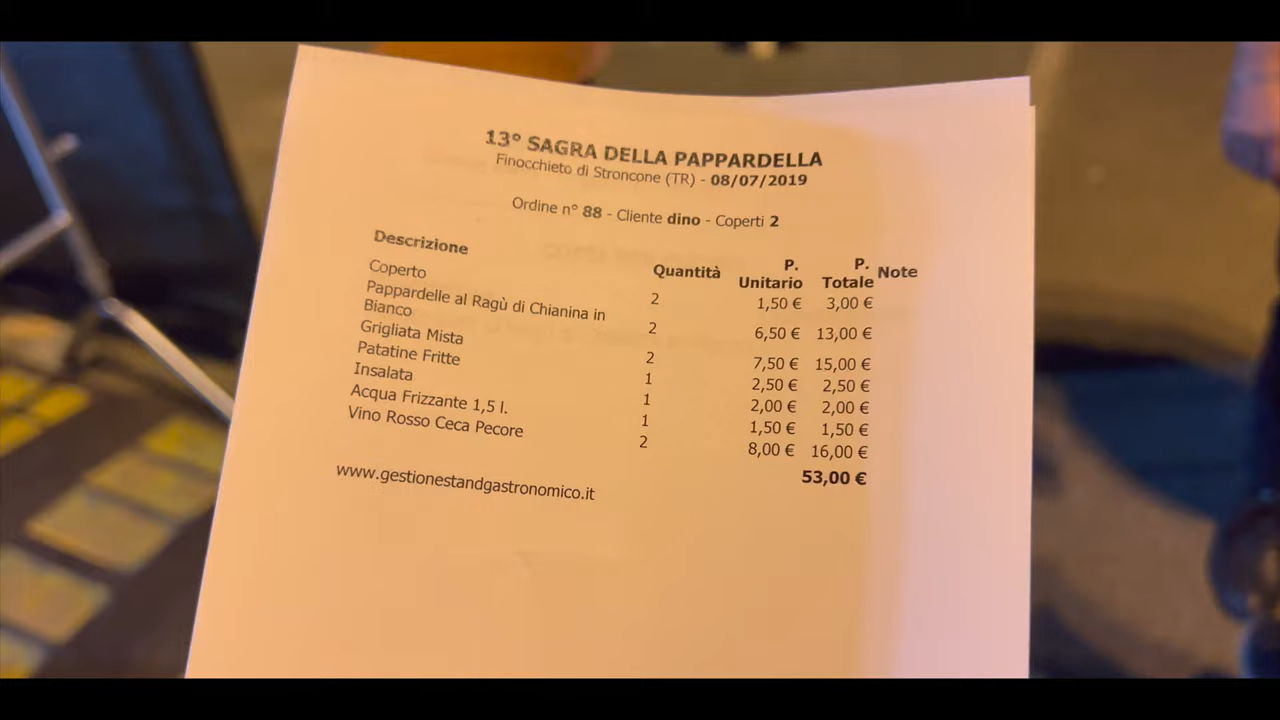 13° SAGRA DELLA PAPPARDELLA
Finocchieto di Stroncone (TR) - 08/07/2019
Ordine n° 88 - Cliente dino - Coperti 2
Descrizione Quantità P. Unitario P. Totale Note
Coperto 2 1,50 € 3,00 €
Pappardelle al Ragù di Chianina in
Bianco 2 6,50 € 13,00 €
Grigliata Mista 2 7,50 € 15,00 €
Patatine Fritte 1 2,50 € 2,50 €
Insalata 1 2,00 € 2,00 €
Acqua Frizzante 1,5 l. 1 1,50 € 1,50 €
Vino Rosso Ceca Pecore 2 8,00 € 16,00 €
53,00 €
www.gestionestandgastronomico.it